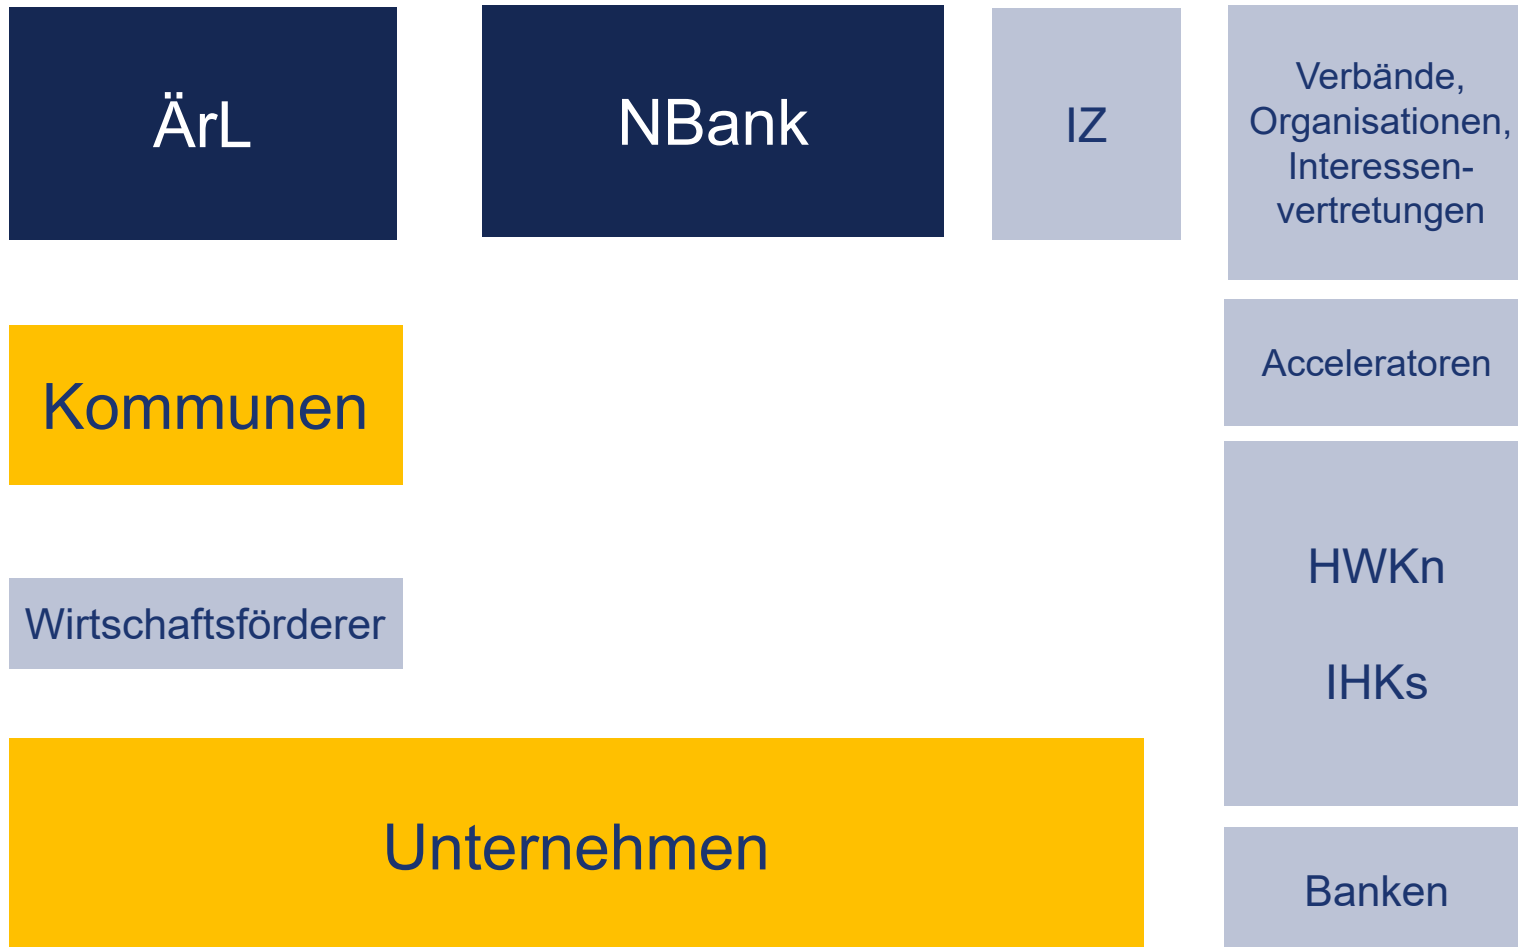 ÄrL
NBank
IZ
Verbände,
Organisationen,
Interessen-
vertretungen
Kommunen
Acceleratoren
Wirtschaftsförderer
HWKn
IHKs
Unternehmen
Banken